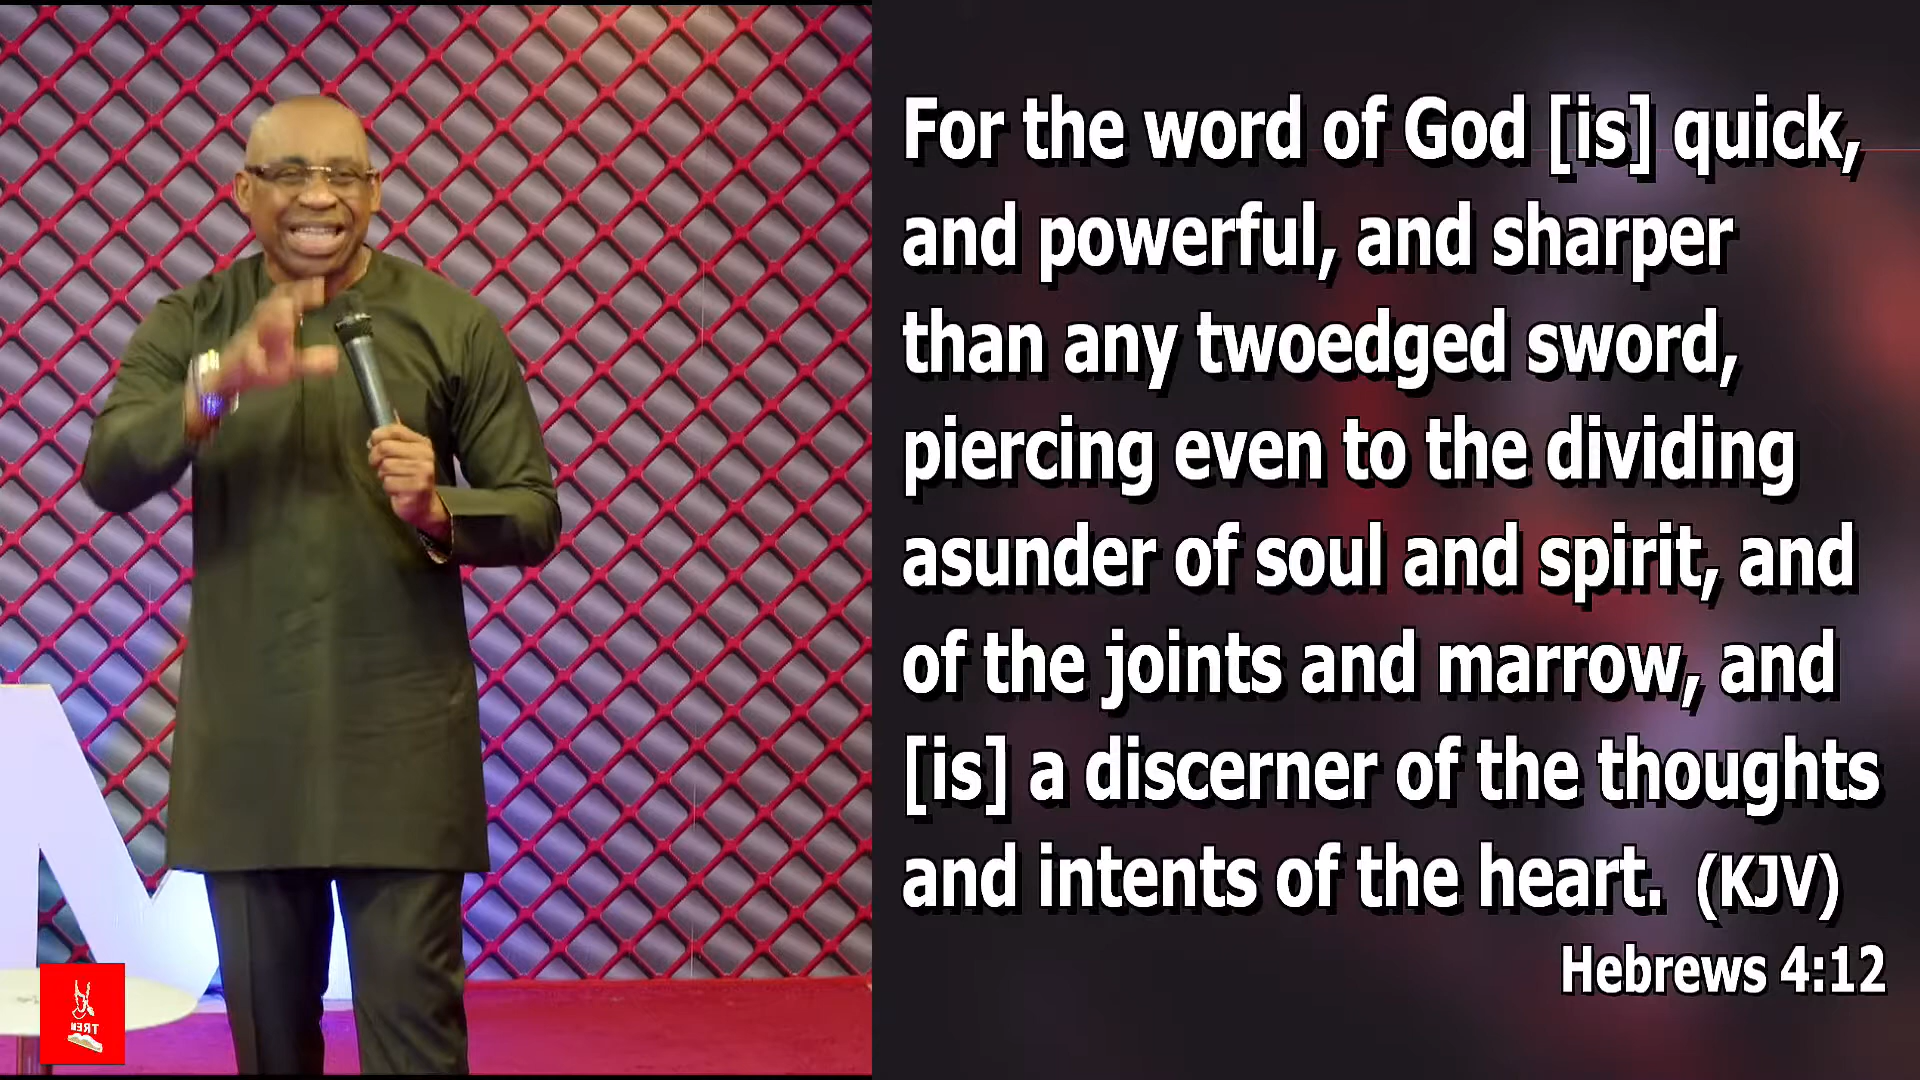 For the word of God [is] quick,
and powerful, and sharper
than any twoedged sword,
piercing even to the dividing
asunder of soul and spirit, and
of the joints and marrow, and
[is] a discerner of the thoughts
and intents of the heart. (KJV)
Hebrews 4:12
TREM